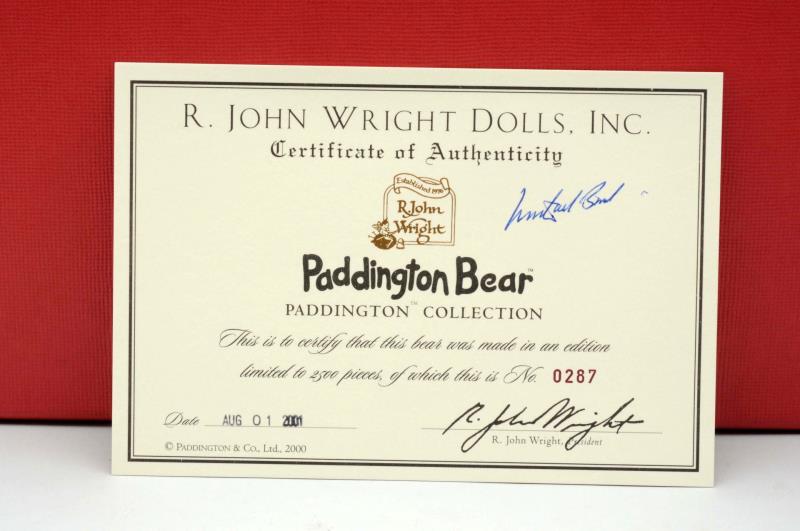 R. JOHN WRIGHT DOLLS, INC.
Certificate of Authenticity
Established 1976
R. John
Wright
Michael Bond
Paddington Bear™
PADDINGTON™ COLLECTION
This is to certify that this bear was made in an edition
limited to 2500 pieces, of which this is No. 0287
Date AUG 01 2001
R. John Wright
R. John Wright, President
© PADDINGTON & CO., LTD., 2000